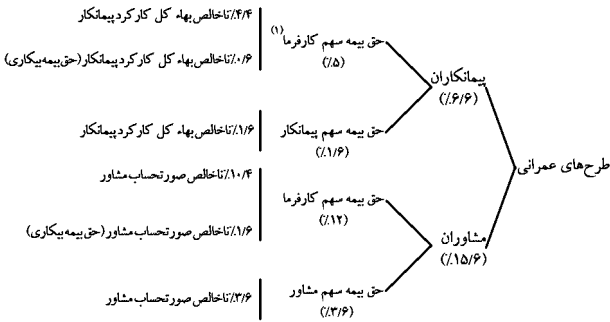 طرح‌های عمرانی
پیمانکاران
(٪۶/۶)
حق بیمه سهم کارفرما (۱)
(٪۵)
٪۴/۴ ناخالص بهاء کل کارکرد پیمانکار
٪۰/۶ ناخالص بهاء کل کارکرد پیمانکار (حق بیمه بیکاری)
حق بیمه سهم پیمانکار
(٪۱/۶)
٪۱/۶ ناخالص بهاء کل کارکرد پیمانکار
مشاوران
(٪۱۵/۶)
حق بیمه سهم کارفرما
(٪۱۲)
٪۱۰/۴ ناخالص صورتحساب مشاور
٪۱/۶ ناخالص صورتحساب مشاور (حق بیمه بیکاری)
حق بیمه سهم مشاور
(٪۳/۶)
٪۳/۶ ناخالص صورتحساب مشاور